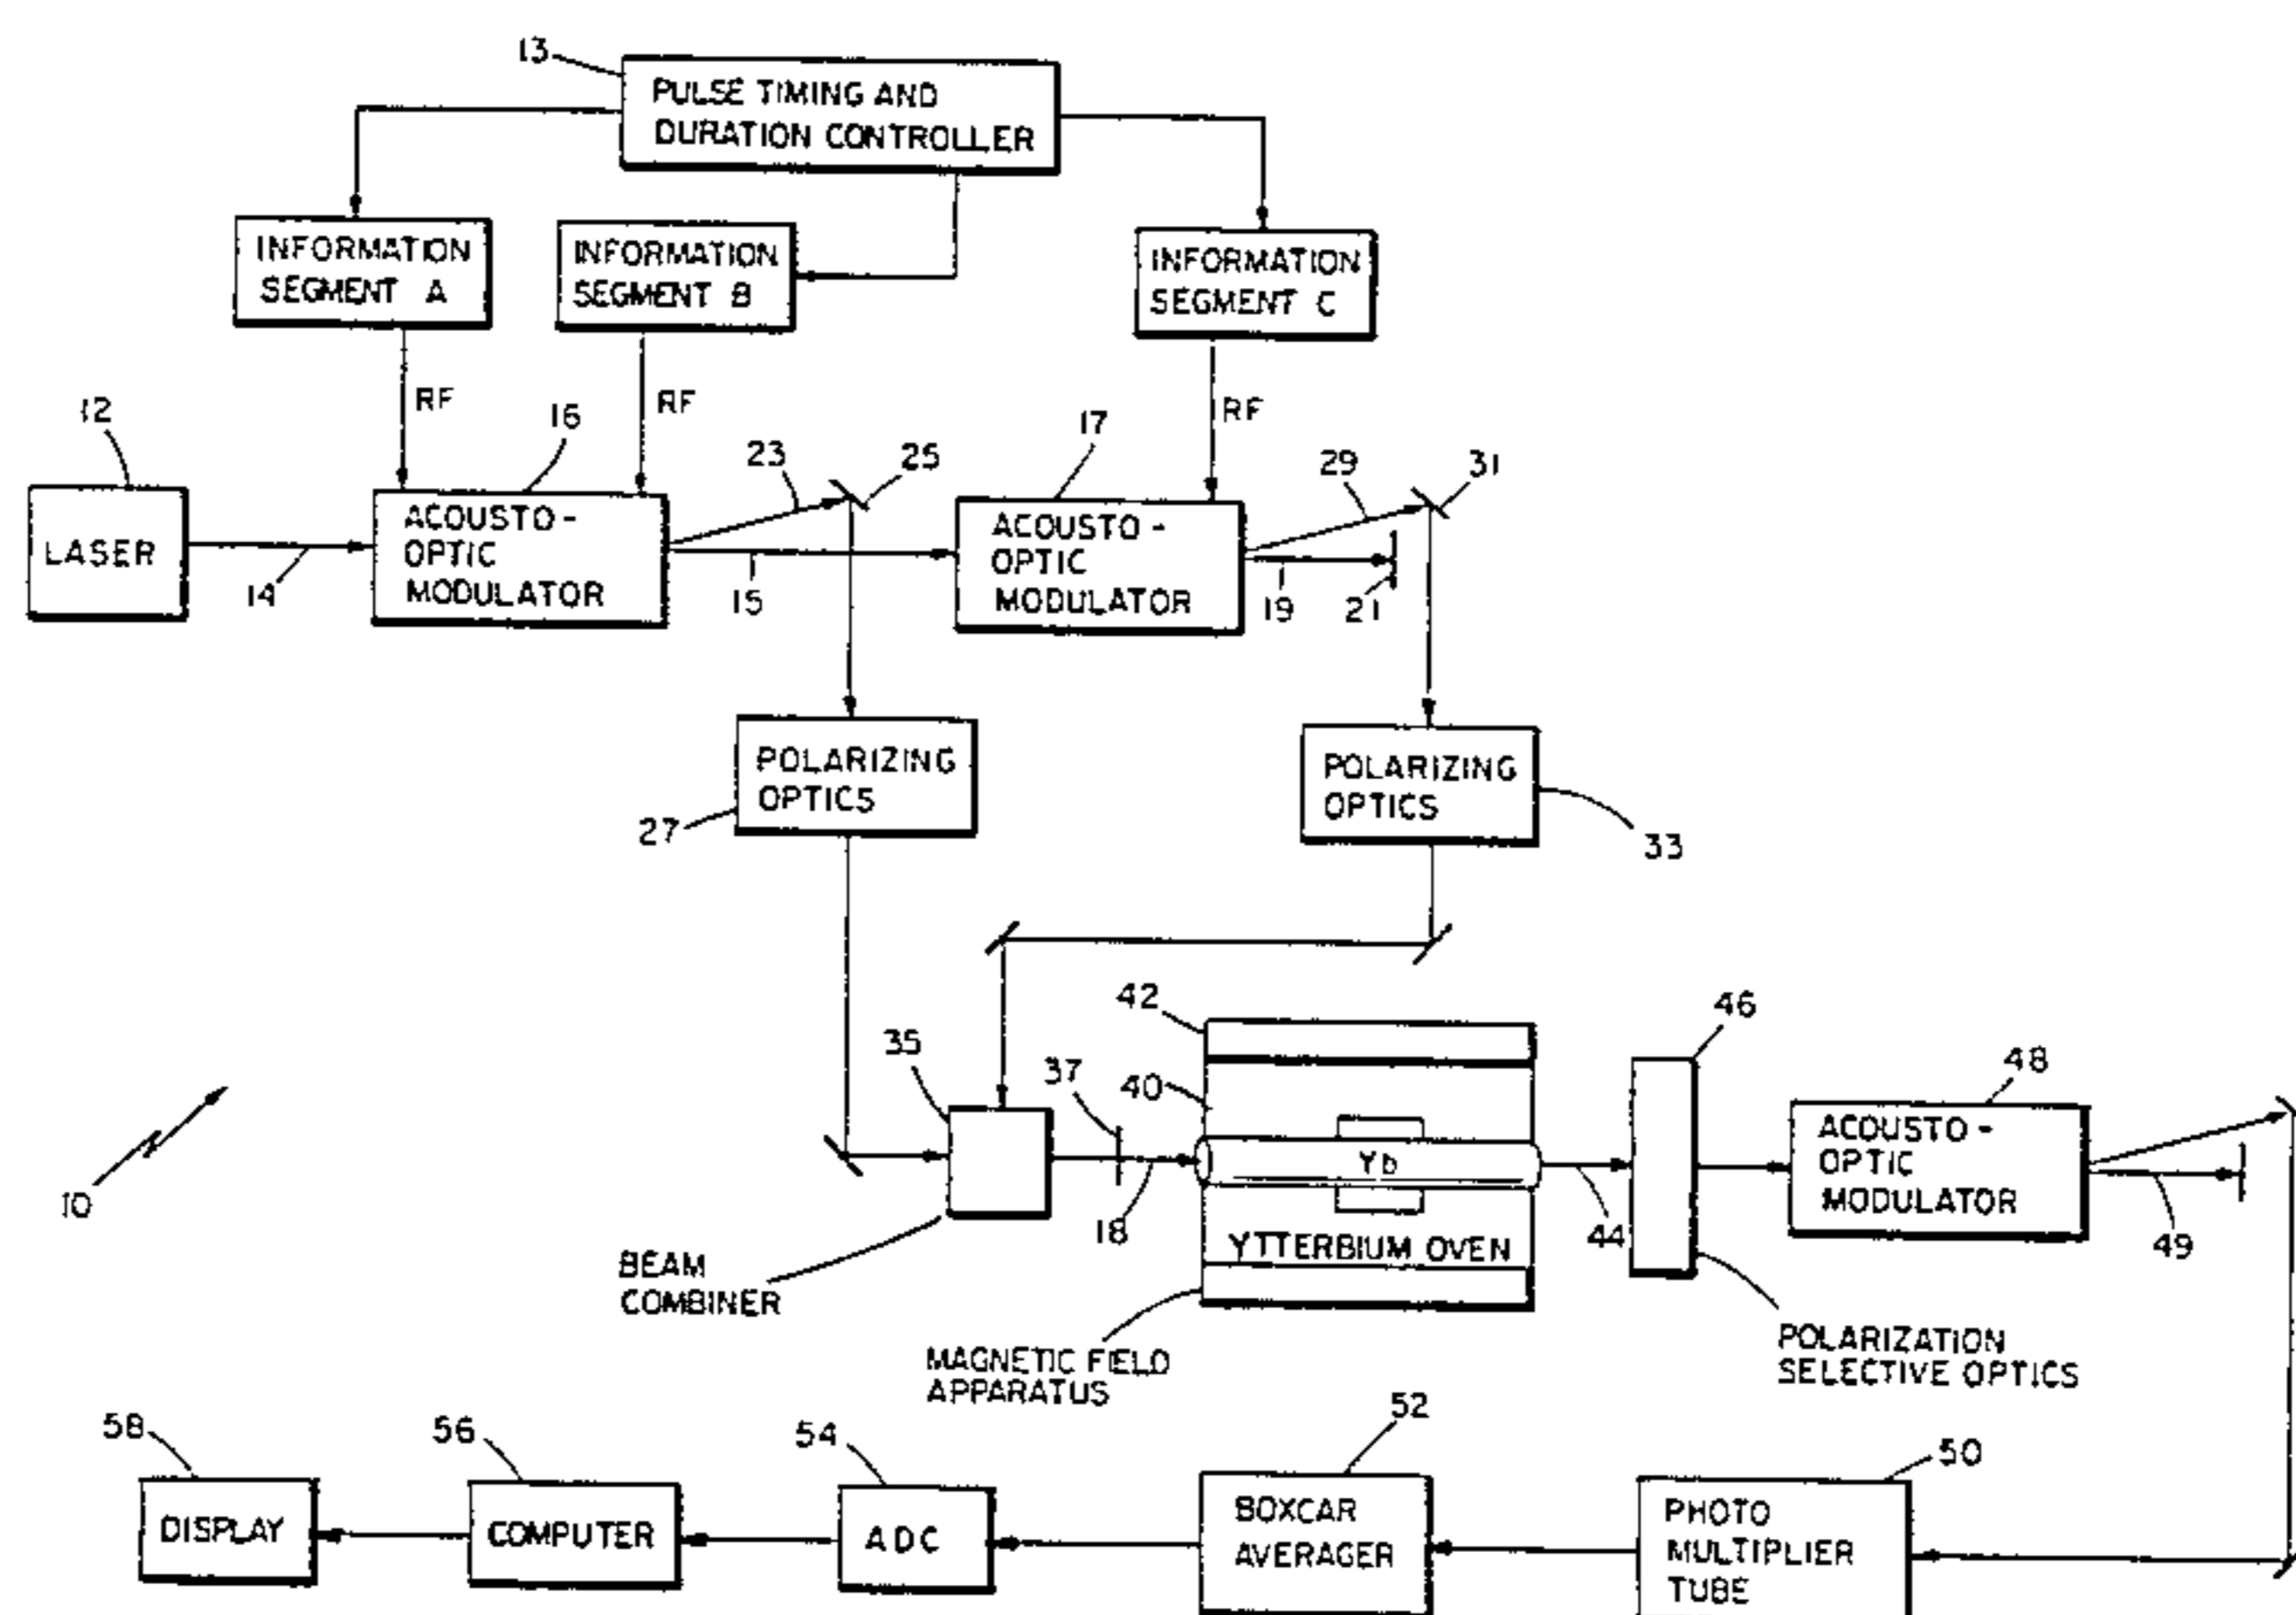 13
PULSE TIMING AND
DURATION CONTROLLER
INFORMATION
SEGMENT A
INFORMATION
SEGMENT B
INFORMATION
SEGMENT C
RF
RF
RF
12
16
23
25
17
29
31
LASER
ACOUSTO-
OPTIC
MODULATOR
ACOUSTO-
OPTIC
MODULATOR
14
15
19
21
POLARIZING
OPTICS
27
POLARIZING
OPTICS
33
42
46
35
37
40
48
Yb
ACOUSTO-
OPTIC
MODULATOR
10
18
YTTERBIUM OVEN
44
49
BEAM
COMBINER
MAGNETIC FIELD
APPARATUS
POLARIZATION
SELECTIVE OPTICS
58
56
54
52
50
DISPLAY
COMPUTER
ADC
BOXCAR
AVERAGER
PHOTO
MULTIPLIER
TUBE